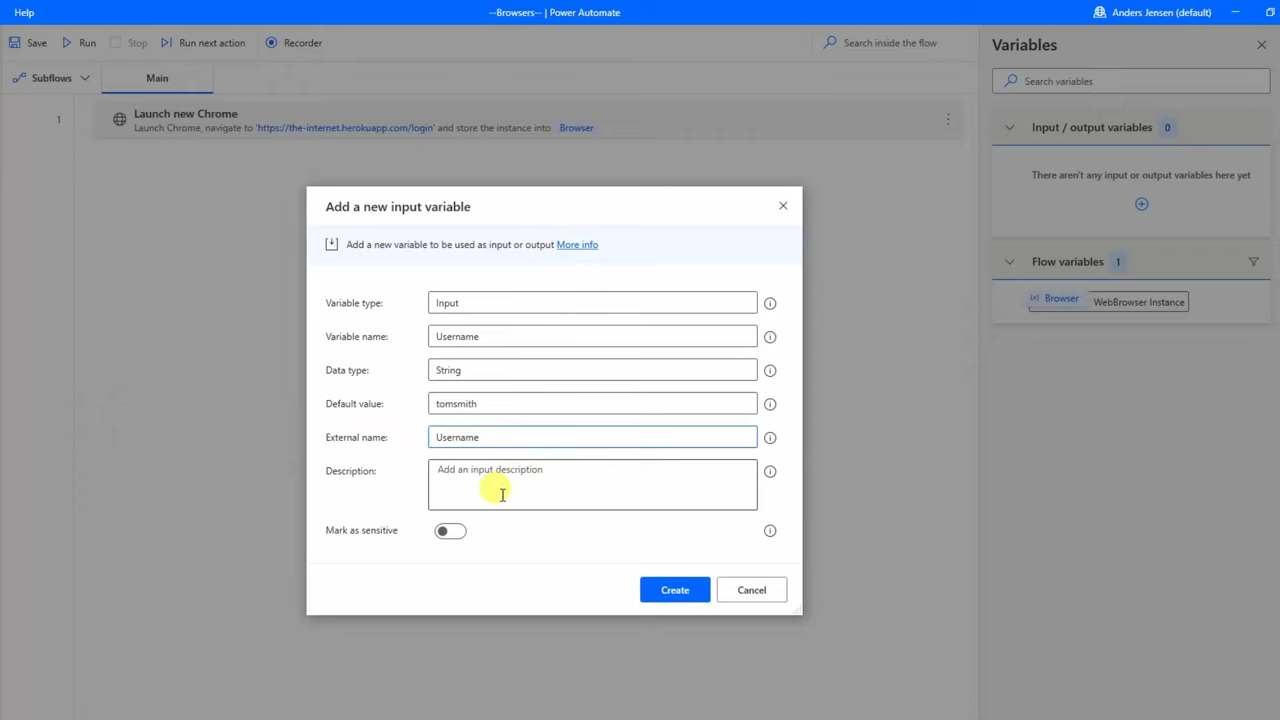 Help
--Browsers-- | Power Automate
Anders Jensen (default)
Save
Run
Stop
Run next action
Recorder
Search inside the flow
Variables
Subflows
Main
Search variables
1
Launch new Chrome
Launch Chrome, navigate to 'https://the-internet.herokuapp.com/login' and store the instance into Browser
Input / output variables 0
There aren't any input or output variables here yet
Flow variables 1
(x) Browser WebBrowser Instance
Add a new input variable
Add a new variable to be used as input or output More info
Variable type: Input
Variable name: Username
Data type: String
Default value: tomsmith
External name: Username
Description: Add an input description
Mark as sensitive
Create
Cancel